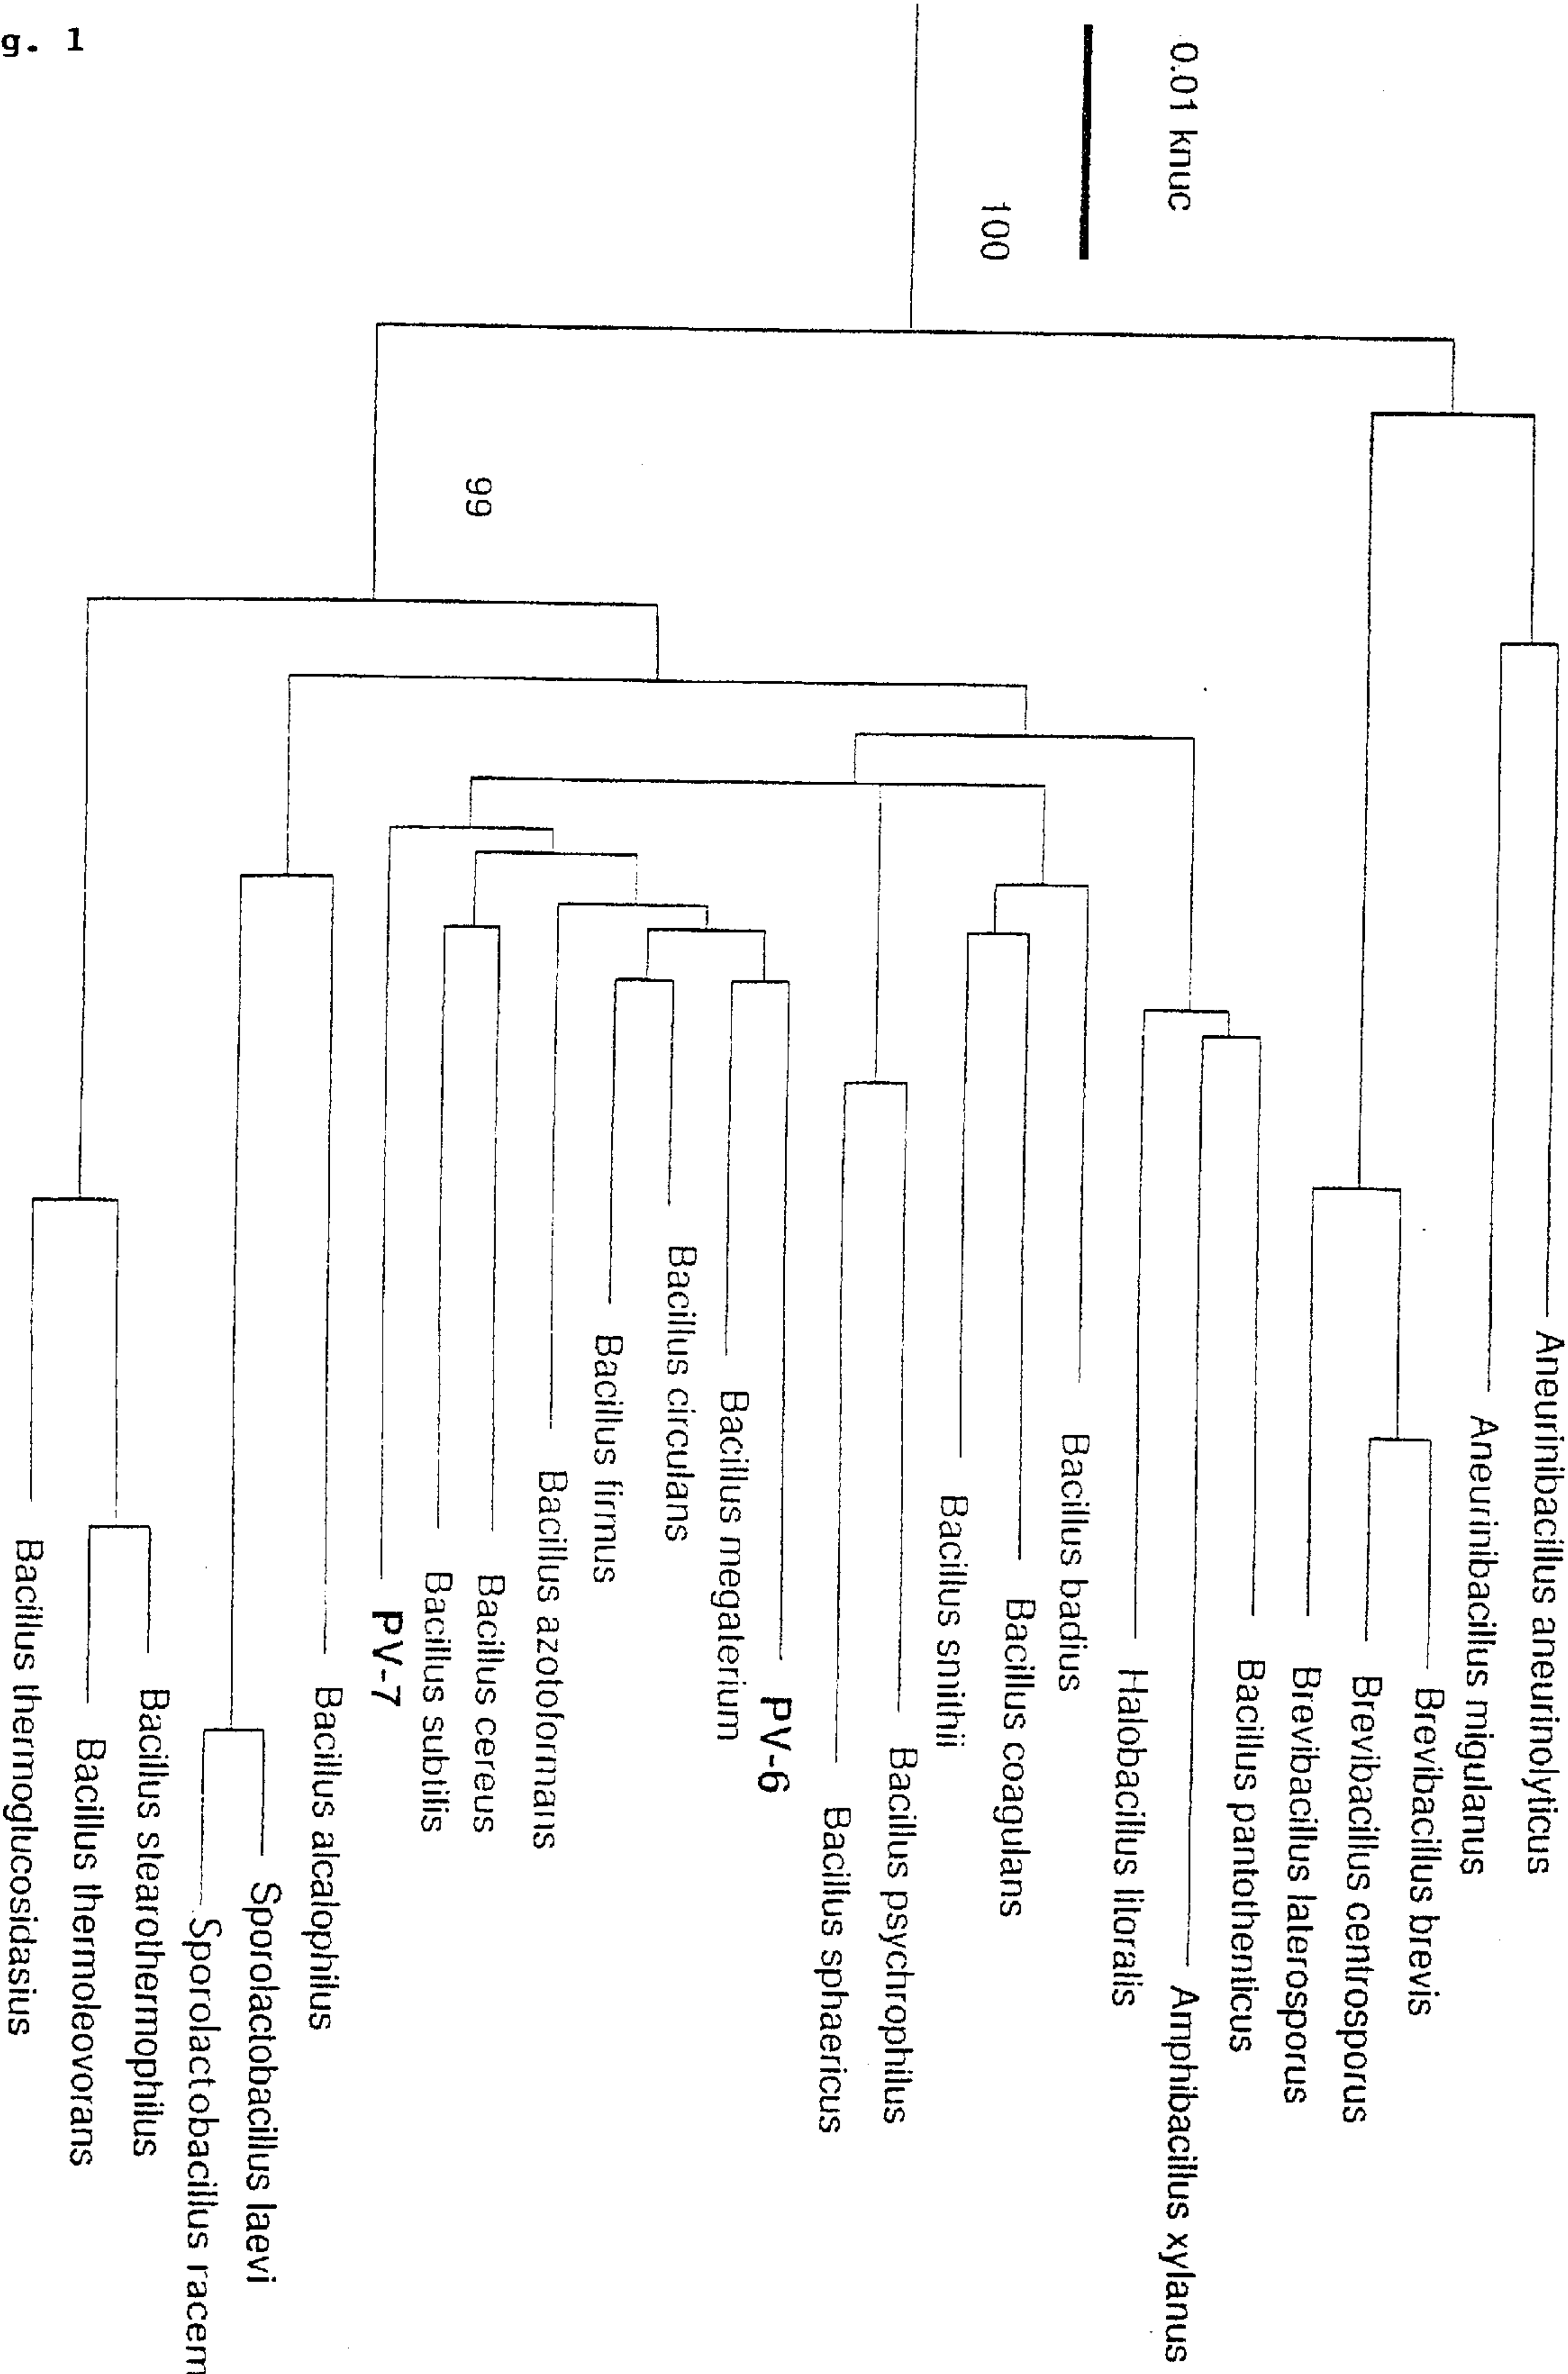 g. 1
0.01 knuc
100
99
Aneurinibacillus aneurinolyticus
Aneurinibacillus migulanus
Brevibacillus brevis
Brevibacillus centrosporus
Brevibacillus laterosporus
Bacillus pantothenticus
Amphibacillus xylanus
Halobacillus litoralis
Bacillus badius
Bacillus coagulans
Bacillus smithii
Bacillus psychrophilus
Bacillus sphaericus
PV-6
Bacillus megaterium
Bacillus circulans
Bacillus firmus
Bacillus azotoformans
Bacillus cereus
Bacillus subtilis
PV-7
Bacillus alcalophilus
Sporolactobacillus laevi
Sporolactobacillus racem
Bacillus stearothermophilus
Bacillus thermoleovorans
Bacillus thermoglucosidasius